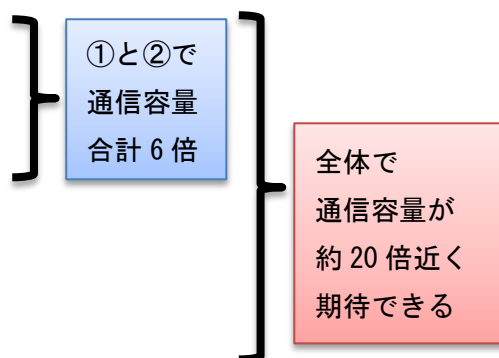 ①と②で
通信容量
合計6倍
全体で
通信容量が
約20倍近く
期待できる